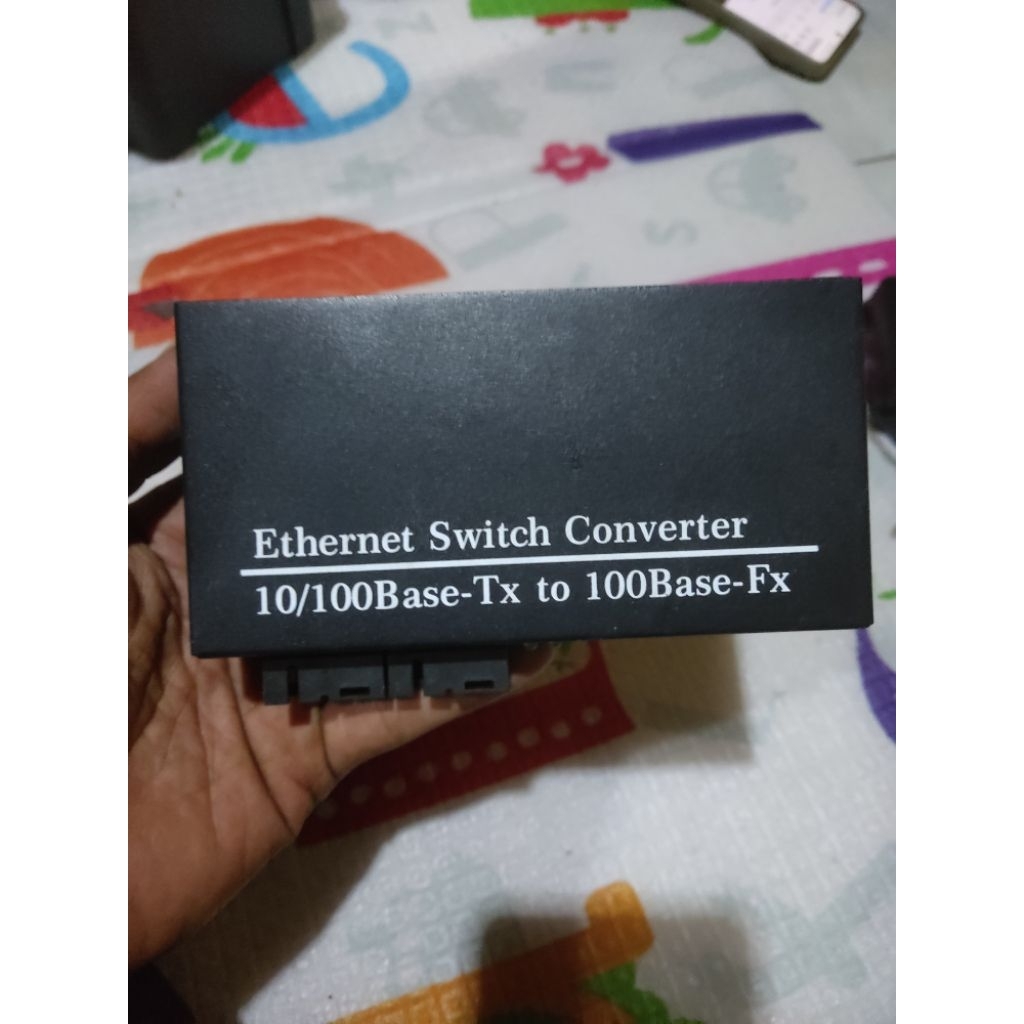 Ethernet Switch Converter
10/100Base-Tx to 100Base-Fx